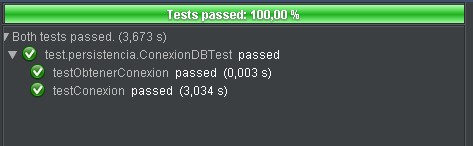 Tests passed: 100,00 %
Both tests passed. (3,673 s)
test.persistencia.ConexionDBTest passed
testObtenerConexion passed (0,003 s)
testConexion passed (3,034 s)